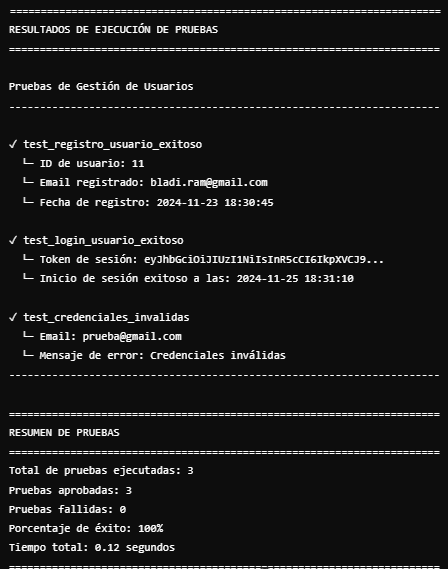 ======================================================================
RESULTADOS DE EJECUCIÓN DE PRUEBAS
======================================================================
Pruebas de Gestión de Usuarios
----------------------------------------------------------------------
✓ test_registro_usuario_exitoso
└─ ID de usuario: 11
└─ Email registrado: bladi.ram@gmail.com
└─ Fecha de registro: 2024-11-23 18:30:45
✓ test_login_usuario_exitoso
└─ Token de sesión: eyJhbGciOiJIUzI1NiIsInR5cCI6IkpXVCJ9...
└─ Inicio de sesión exitoso a las: 2024-11-25 18:31:10
✓ test_credenciales_invalidas
└─ Email: prueba@gmail.com
└─ Mensaje de error: Credenciales inválidas
----------------------------------------------------------------------
======================================================================
RESUMEN DE PRUEBAS
======================================================================
Total de pruebas ejecutadas: 3
Pruebas aprobadas: 3
Pruebas fallidas: 0
Porcentaje de éxito: 100%
Tiempo total: 0.12 segundos
======================================================================